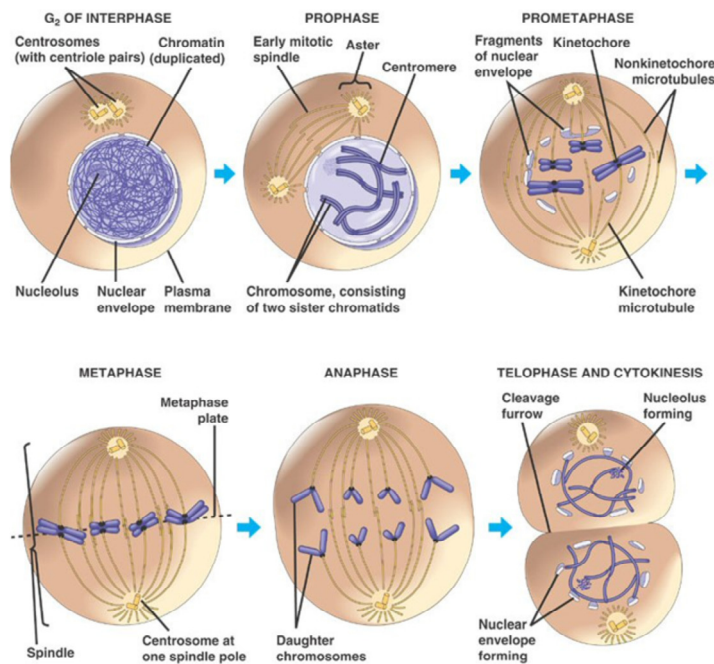 G₂ OF INTERPHASE
PROPHASE
PROMETAPHASE
Centrosomes
(with centriole pairs)
Chromatin
(duplicated)
Early mitotic
spindle
Aster
Centromere
Fragments
of nuclear
envelope
Kinetochore
Nonkinetochore
microtubules
Nucleolus
Nuclear
envelope
Plasma
membrane
Chromosome, consisting
of two sister chromatids
Kinetochore
microtubule
METAPHASE
ANAPHASE
TELOPHASE AND CYTOKINESIS
Metaphase
plate
Cleavage
furrow
Nucleolus
forming
Spindle
Centrosome at
one spindle pole
Daughter
chromosomes
Nuclear
envelope
forming